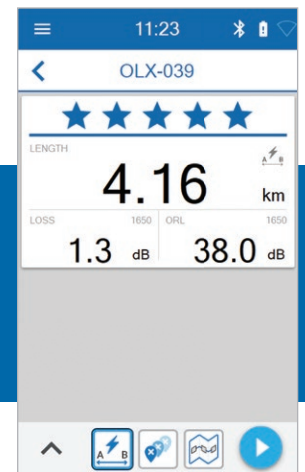 11:23
OLX-039
LENGTH
A B
4.16 km
LOSS 1650 ORL 1650
1.3 dB 38.0 dB
A B